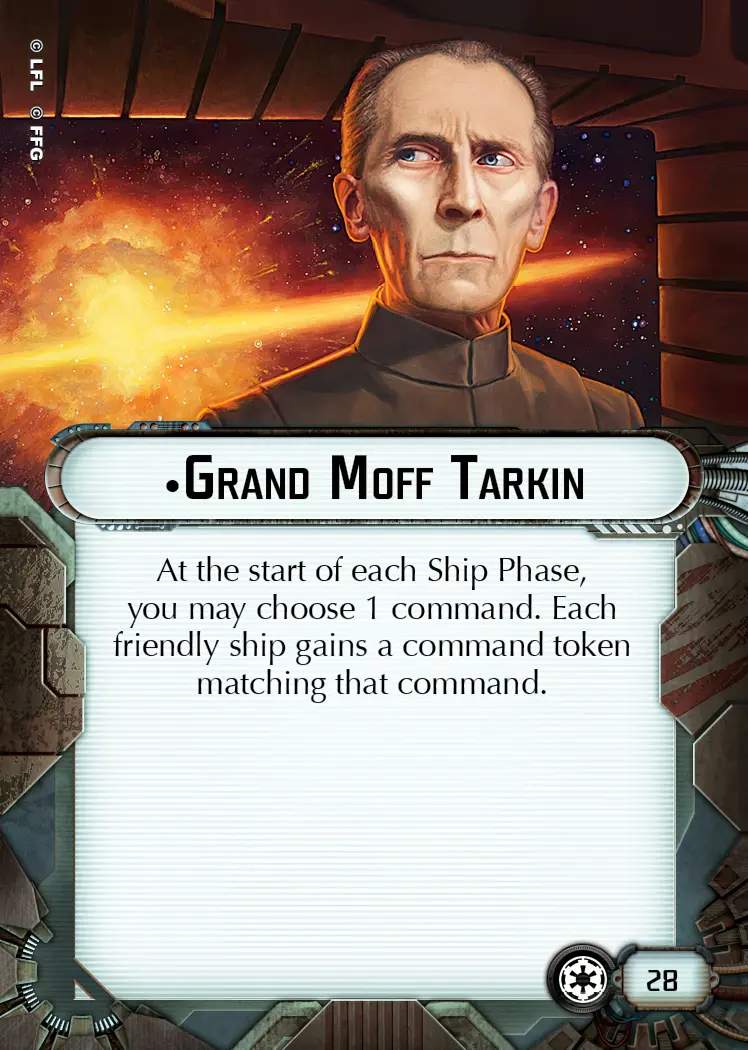 © LFL © FFG
•Grand Moff Tarkin
At the start of each Ship Phase,
you may choose 1 command. Each
friendly ship gains a command token
matching that command.
28